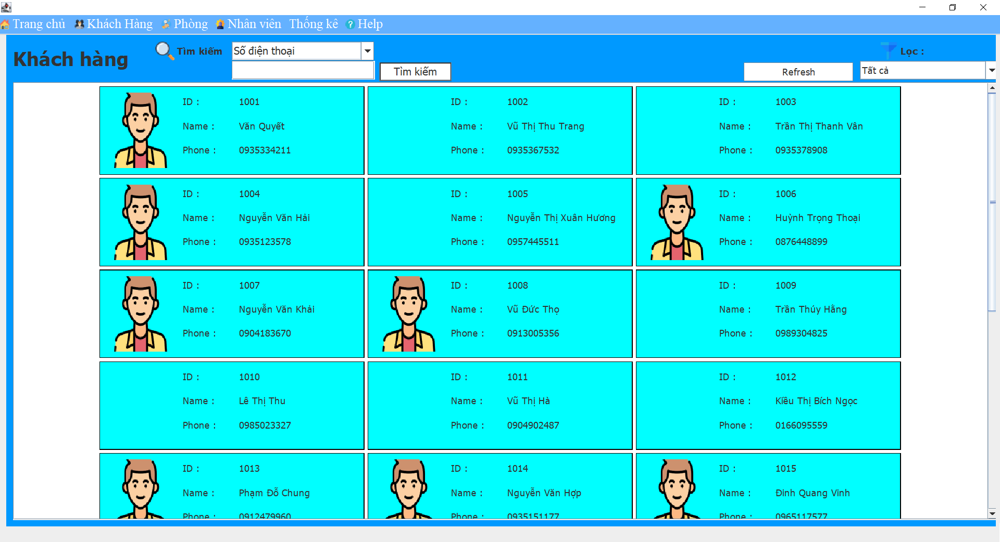 Trang chủ Khách Hàng Phòng Nhân viên Thống kê Help
Khách hàng
Tìm kiếm
Số điện thoại
Tìm kiếm
Lọc :
Refresh
Tất cả
ID : 1001
Name : Văn Quyết
Phone : 0935334211
ID : 1002
Name : Vũ Thị Thu Trang
Phone : 0935367532
ID : 1003
Name : Trần Thị Thanh Vân
Phone : 0935378908
ID : 1004
Name : Nguyễn Văn Hải
Phone : 0935123578
ID : 1005
Name : Nguyễn Thị Xuân Hương
Phone : 0957445511
ID : 1006
Name : Huỳnh Trọng Thoại
Phone : 0876448899
ID : 1007
Name : Nguyễn Văn Khải
Phone : 0904183670
ID : 1008
Name : Vũ Đức Thọ
Phone : 0913005356
ID : 1009
Name : Trần Thúy Hằng
Phone : 0989304825
ID : 1010
Name : Lê Thị Thu
Phone : 0985023327
ID : 1011
Name : Vũ Thị Hà
Phone : 0904902487
ID : 1012
Name : Kiều Thị Bích Ngọc
Phone : 0166095559
ID : 1013
Name : Phạm Đỗ Chung
Phone : 0912479960
ID : 1014
Name : Nguyễn Văn Hợp
Phone : 0935151177
ID : 1015
Name : Đinh Quang Vinh
Phone : 0965117577